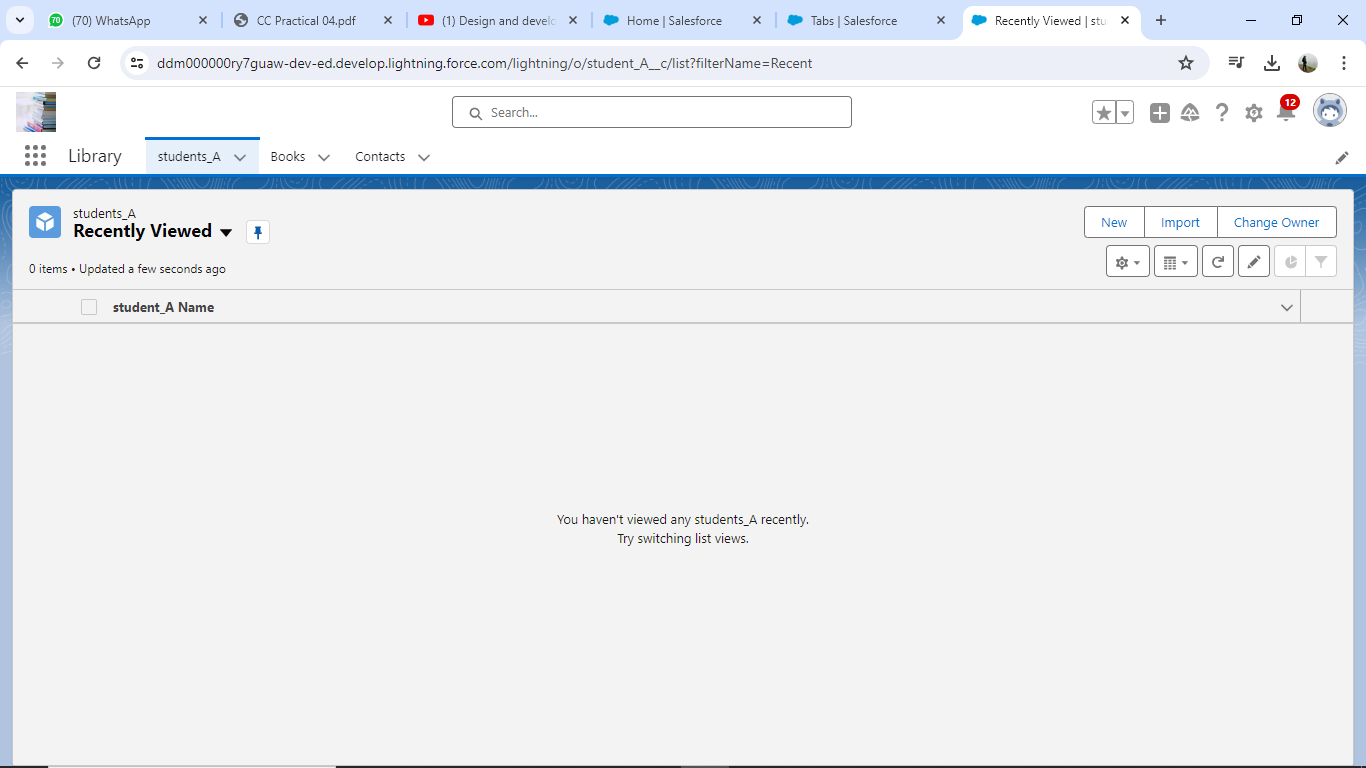 70
(70) WhatsApp
CC Practical 04.pdf
(1) Design and develo
Home | Salesforce
Tabs | Salesforce
Recently Viewed | stu
ddm000000ry7guaw-dev-ed.develop.lightning.force.com/lightning/o/student_A__c/list?filterName=Recent
Search...
12
Library
students_A
Books
Contacts
students_A
Recently Viewed
New
Import
Change Owner
0 items • Updated a few seconds ago
student_A Name
You haven't viewed any students_A recently.
Try switching list views.